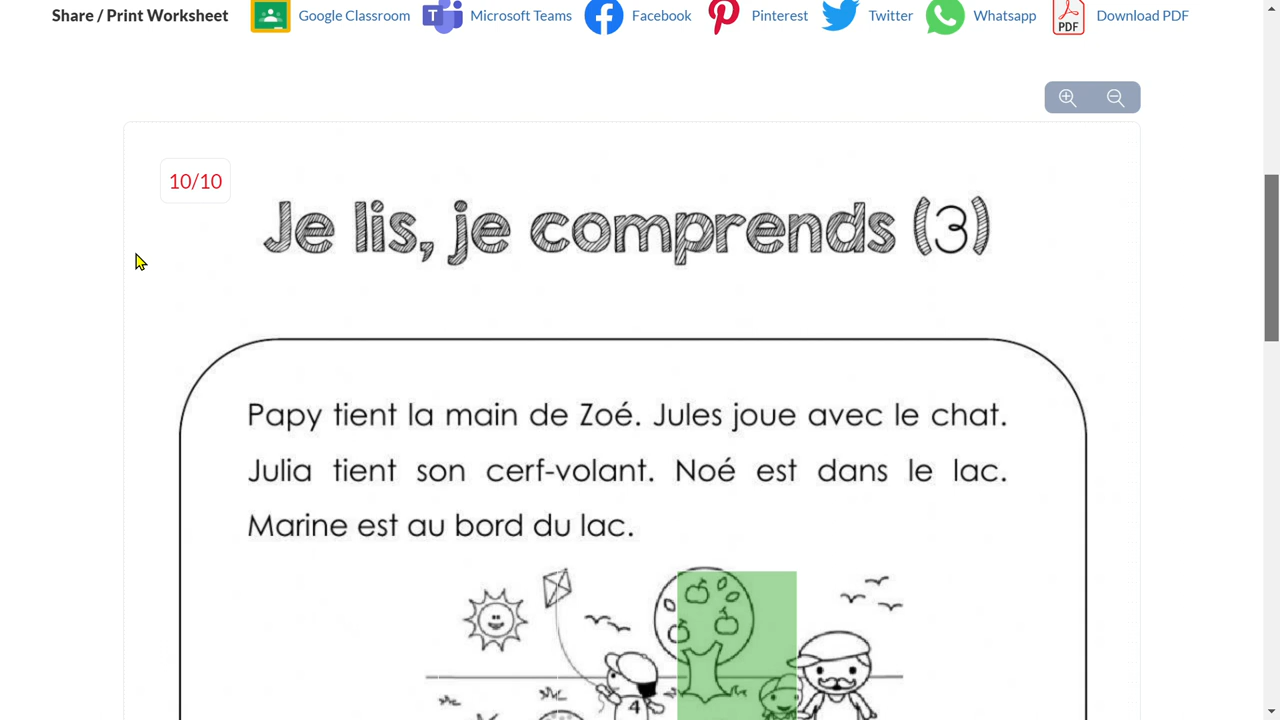 Share / Print Worksheet Google Classroom Microsoft Teams Facebook Pinterest Twitter Whatsapp Download PDF
10/10
Je lis, je comprends (3)
Papy tient la main de Zoé. Jules joue avec le chat.
Julia tient son cerf-volant. Noé est dans le lac.
Marine est au bord du lac.
4